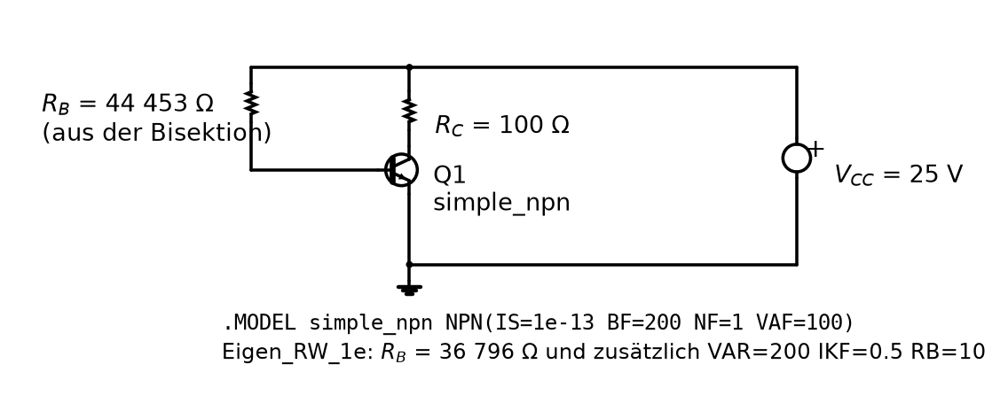 R_B = 44 453 Ω
(aus der Bisektion)
R_C = 100 Ω
Q1
simple_npn
+
V_CC = 25 V
.MODEL simple_npn NPN(IS=1e-13 BF=200 NF=1 VAF=100)
Eigen_RW_1e: R_B = 36 796 Ω und zusätzlich VAR=200 IKF=0.5 RB=10